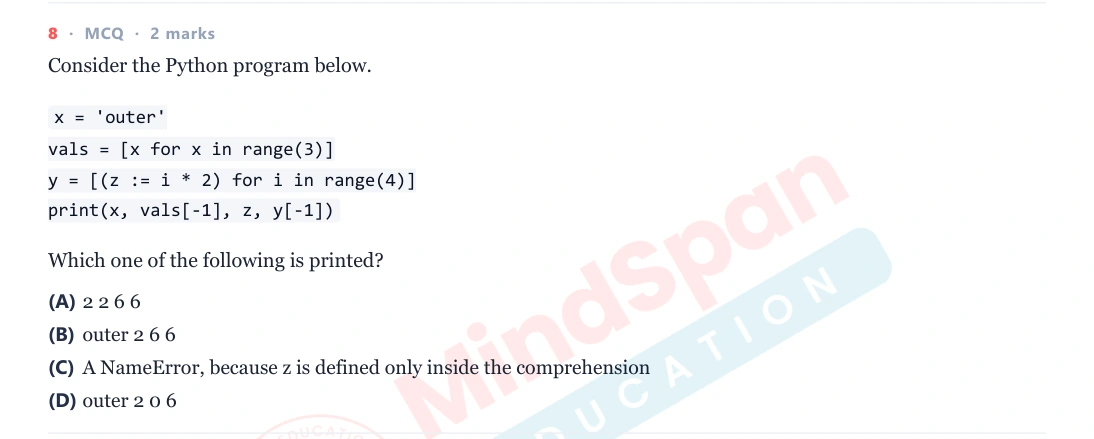 8 · MCQ · 2 marks
Consider the Python program below.
x = 'outer'
vals = [x for x in range(3)]
y = [(z := i * 2) for i in range(4)]
print(x, vals[-1], z, y[-1])
Which one of the following is printed?
(A) 2 2 6 6
(B) outer 2 6 6
(C) A NameError, because z is defined only inside the comprehension
(D) outer 2 0 6
MindSpan
DUCATION
EDUCATIO